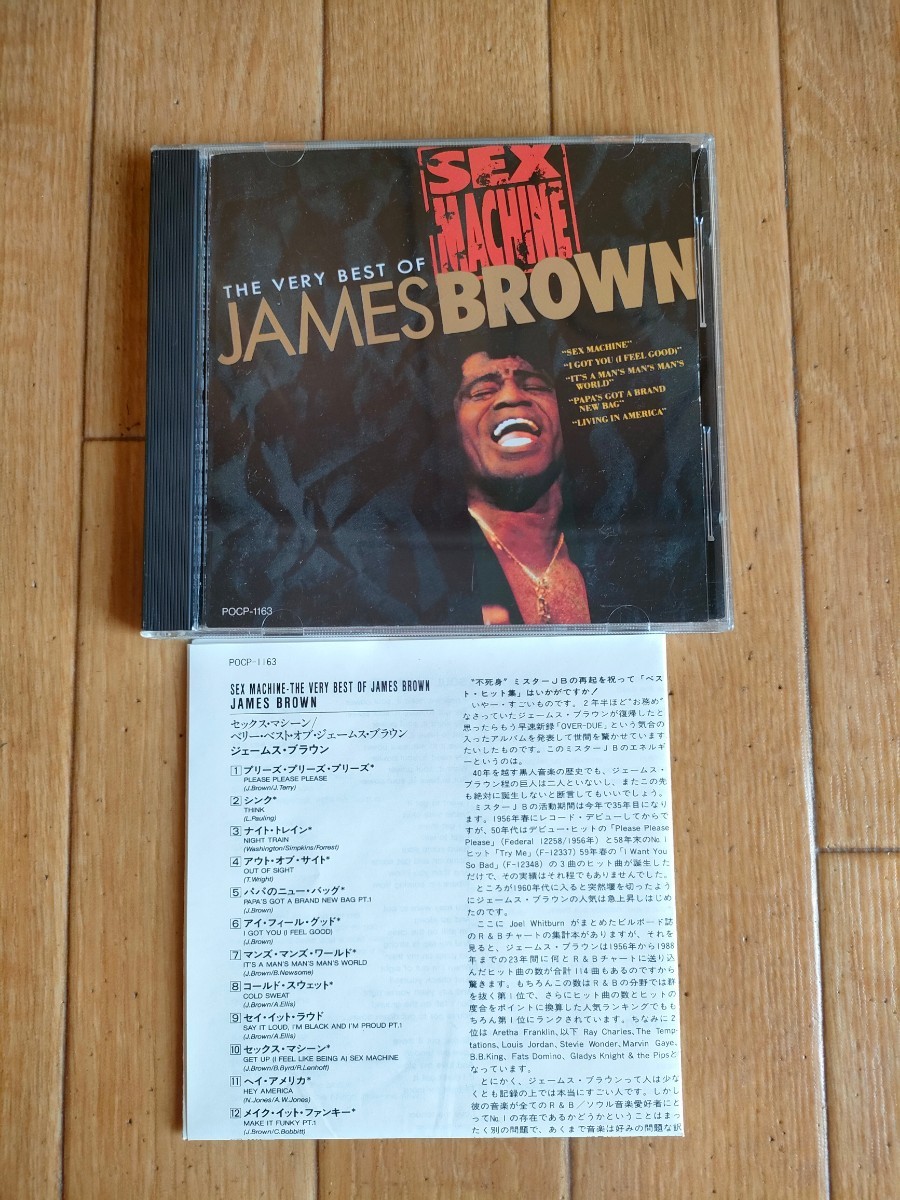 SEX
MACHINE
THE VERY BEST OF
JAMES BROWN
"SEX MACHINE"
"I GOT YOU (I FEEL GOOD)"
"IT'S A MAN'S MAN'S MAN'S
WORLD"
"PAPA'S GOT A BRAND
NEW BAG"
"LIVING IN AMERICA"
POCP-1163
POCP-1163
SEX MACHINE-THE VERY BEST OF JAMES BROWN
JAMES BROWN
セックス・マシーン/
ベリー・ベスト・オブ・ジェームス・ブラウン
ジェームス・ブラウン
1 プリーズ・プリーズ・プリーズ*
PLEASE PLEASE PLEASE
(J.Brown/J.Terry)
2 シンク*
THINK
(L.Pauling)
3 ナイト・トレイン*
NIGHT TRAIN
(Washington/Simpkins/Forrest)
4 アウト・オブ・サイト*
OUT OF SIGHT
(T.Wright)
5 パパのニュー・バッグ*
PAPA'S GOT A BRAND NEW BAG PT.1
(J.Brown)
6 アイ・フィール・グッド*
I GOT YOU (I FEEL GOOD)
(J.Brown)
7 マンズ・マンズ・ワールド*
IT'S A MAN'S MAN'S MAN'S WORLD
(J.Brown/B.Newsome)
8 コールド・スウェット*
COLD SWEAT
(J.Brown/A.Ellis)
9 セイ・イット・ラウド
SAY IT LOUD, I'M BLACK AND I'M PROUD PT.1
(J.Brown/A.Ellis)
10 セックス・マシーン*
GET UP (I FEEL LIKE BEING A) SEX MACHINE
(J.Brown/B.Byrd/R.Lenhoff)
11 ヘイ・アメリカ*
HEY AMERICA
(N.Jones/A.W.Jones)
12 メイク・イット・ファンキー*
MAKE IT FUNKY PT.1
(J.Brown/C.Bobbitt)
"不死身" ミスターJBの再起を祝って「ベス
ト・ヒット集」はいかがですか!
いやー・すごいものです。2年半ほど"お務め"
なさっていたジェームス・ブラウンが復帰したと
思ったらもう早速新録「OVER-DUE」という気合の
入ったアルバムを発表して世間を驚かせています
たいしたものです。このミスターJBのエネルギ
ーというのは。
40年を越す黒人音楽の歴史でも、ジェームス・
ブラウン程の巨人は二人といないし、またこの先
も絶対に誕生しないと断言してもいいでしょう。
ミスターJBの活動期間は今年で35年目になり
ます。1956年春にレコード・デビューしてからで
すが、50年代はデビュー・ヒットの「Please Please
Please」(Federal 12258/1956年) と58年末のNo.1
ヒット「Try Me」(F-12337) 59年春の「I Want You
So Bad」(F-12348) の3曲のヒット曲が誕生した
だけで、その実績はそれ程でもありませんでした。
ところが1960年代に入ると突然堰を切ったよう
にジェームス・ブラウンの人気は急上昇しはじめ
たのです。
ここに Joel Whitburn がまとめたビルボード誌
のR&Bチャートの集計本がありますが、それを
見ると、ジェームス・ブラウンは1956年から1988
年までの23年間に何とR&Bチャートに送り込
んだヒット曲の数が合計114曲もあるのですから
驚きます。もちろんこの数はR&Bの分野では群
を抜く第1位で、さらにヒット曲の数とヒットの
度合をポイントに換算した人気ランキングでもも
ちろん第1位にランクされています。ちなみに2
位は Aretha Franklin, 以下 Ray Charles, The Temp-
tations, Louis Jordan, Stevie Wonder, Marvin Gaye,
B.B.King, Fats Domino, Gladys Knight & the Pipsと
なっています。
とにかく、ジェームス・ブラウンって人は少な
くとも記録の上では本当にすごい人です。しかし
彼の音楽が全てのR&B/ソウル音楽愛好者にと
ってNo.1の存在であるかどうかということはまっ
たく別の問題で、あくまで音楽は好みの問題な訳